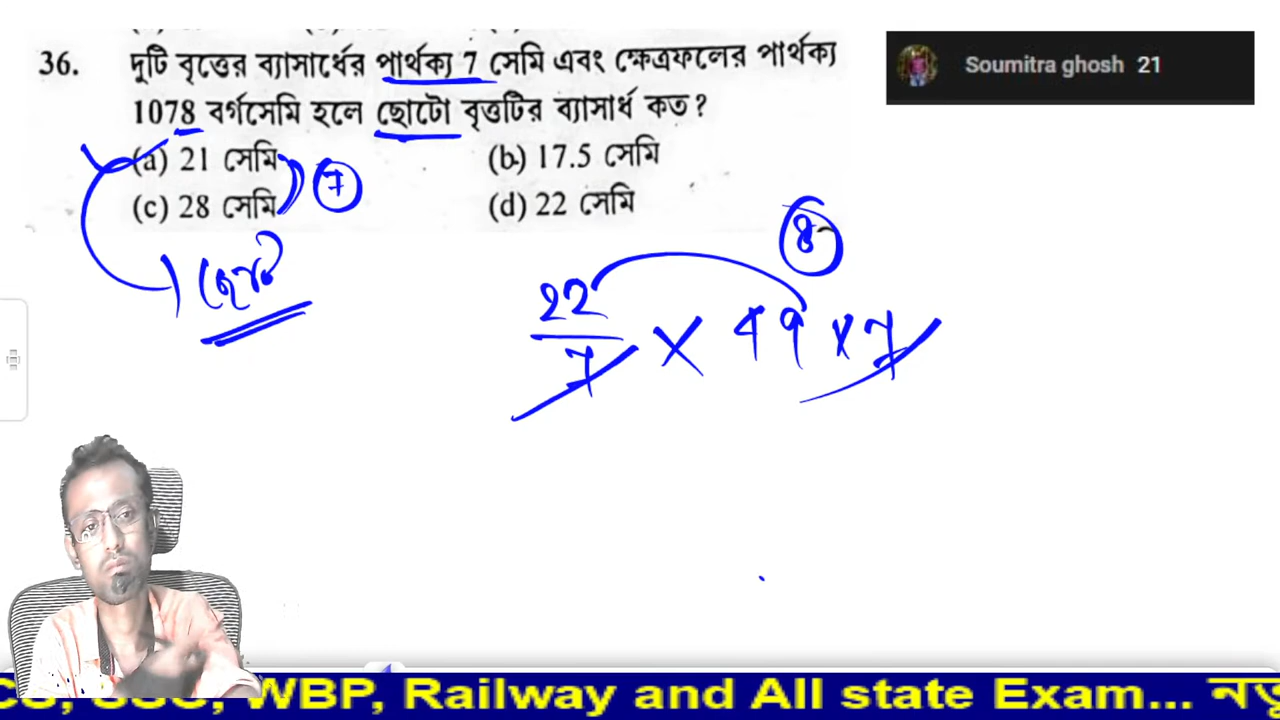 36. দুটি বৃত্তের ব্যাসার্ধের পার্থক্য 7 সেমি এবং ক্ষেত্রফলের পার্থক্য
1078 বর্গসেমি হলে ছোটো বৃত্তটির ব্যাসার্ধ কত ?
(a) 21 সেমি (b) 17.5 সেমি
(c) 28 সেমি (d) 22 সেমি
Soumitra ghosh 21
7
8
22
7 × 49 × 7
WBP, Railway and All state Exam...